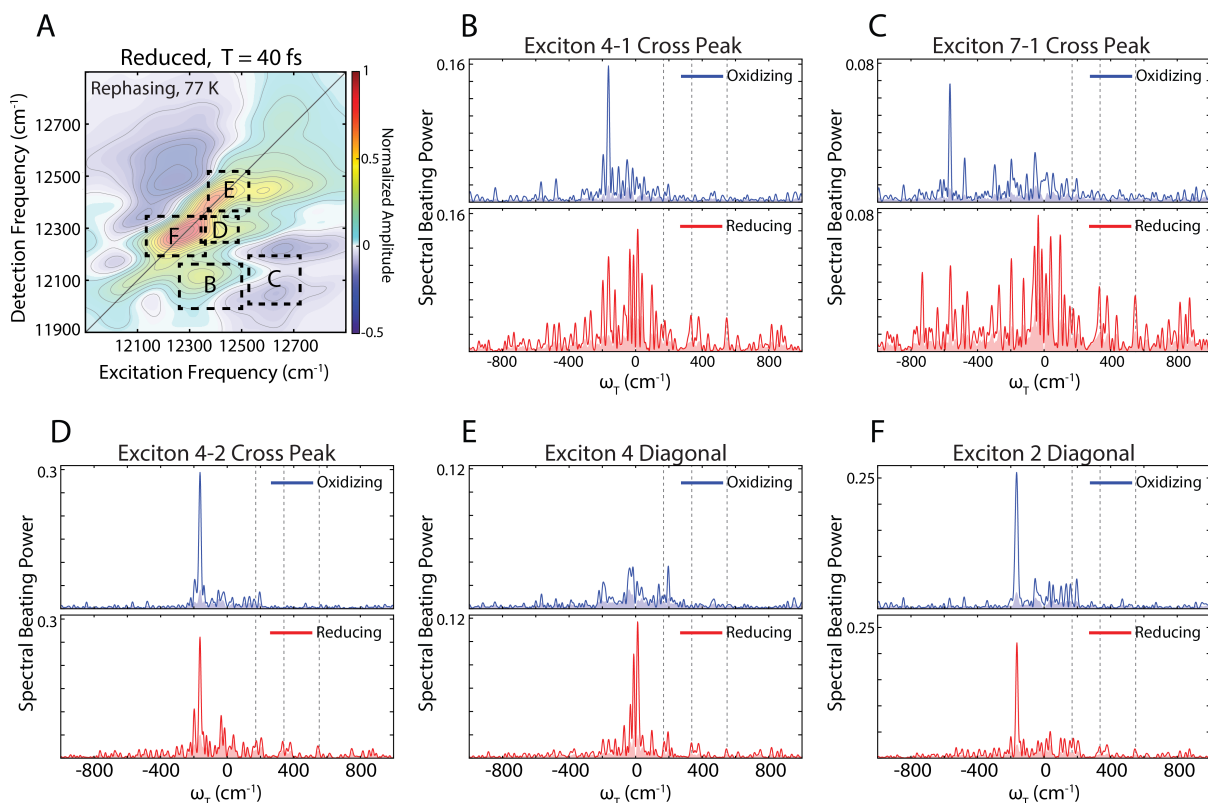 A
Reduced, T = 40 fs
Rephasing, 77 K
Detection Frequency (cm⁻¹)
12700
12500
12300
12100
11900
12100 12300 12500 12700
Excitation Frequency (cm⁻¹)
E
F
D
B
C
1
0.5
0
-0.5
Normalized Amplitude
B
Exciton 4-1 Cross Peak
0.16
Oxidizing
0.16
Reducing
Spectral Beating Power
-800 -400 0 400 800
ω_T (cm⁻¹)
C
Exciton 7-1 Cross Peak
0.08
Oxidizing
0.08
Reducing
Spectral Beating Power
-800 -400 0 400 800
ω_T (cm⁻¹)
D
Exciton 4-2 Cross Peak
0.3
Oxidizing
0.3
Reducing
Spectral Beating Power
-800 -400 0 400 800
ω_T (cm⁻¹)
E
Exciton 4 Diagonal
0.12
Oxidizing
0.12
Reducing
Spectral Beating Power
-800 -400 0 400 800
ω_T (cm⁻¹)
F
Exciton 2 Diagonal
0.25
Oxidizing
0.25
Reducing
Spectral Beating Power
-800 -400 0 400 800
ω_T (cm⁻¹)